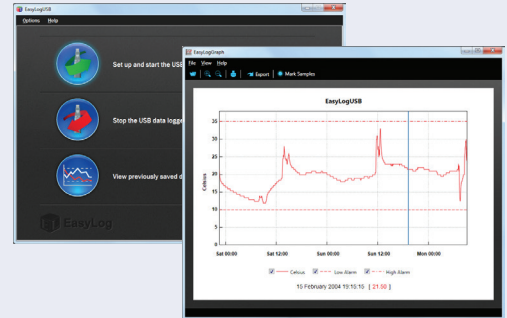 EasyLogUSB
Options Help
Set up and start the USB
Stop the USB data logge
View previously saved d
EasyLog
EasyLogGraph
File View Help
Export Mark Samples
EasyLogUSB
Celsius
35
30
25
20
15
10
5
0
Sat 00:00 Sat 12:00 Sun 00:00 Sun 12:00 Mon 00:00
Celsius Low Alarm High Alarm
15 February 2004 19:15:15 [ 21.50 ]